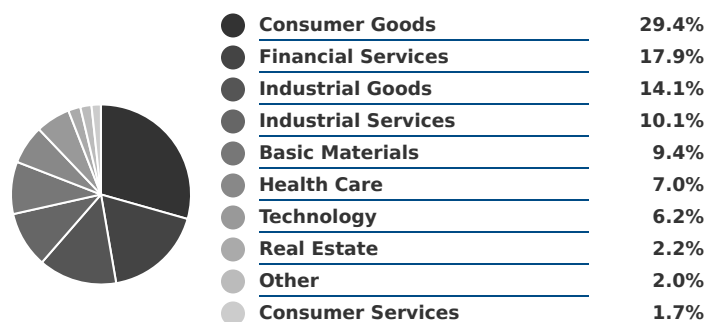 Consumer Goods 29.4%
Financial Services 17.9%
Industrial Goods 14.1%
Industrial Services 10.1%
Basic Materials 9.4%
Health Care 7.0%
Technology 6.2%
Real Estate 2.2%
Other 2.0%
Consumer Services 1.7%